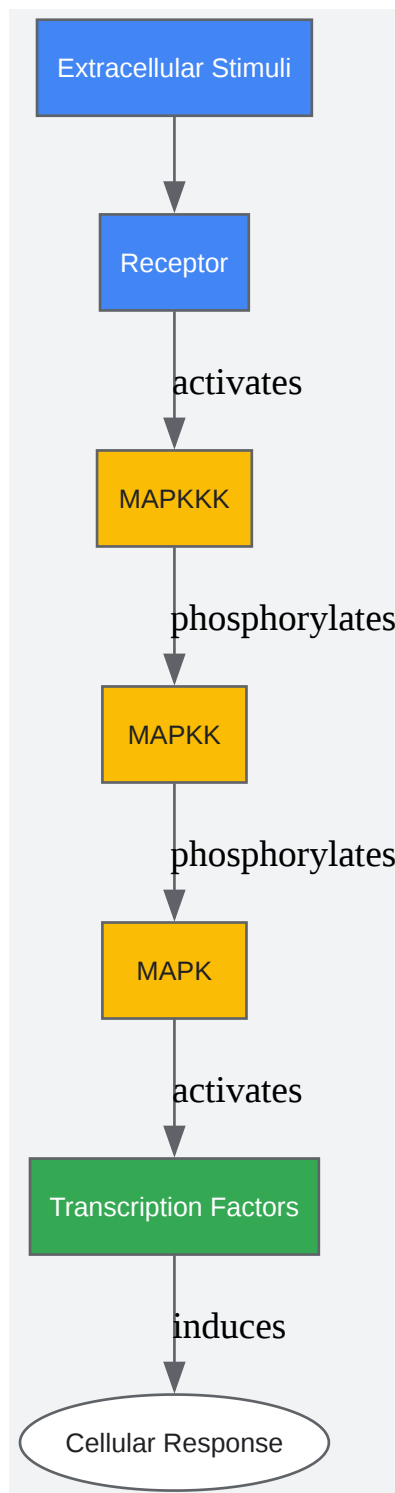 Extracellular Stimuli
Receptor
activates
MAPKKK
phosphorylates
MAPKK
phosphorylates
MAPK
activates
Transcription Factors
induces
Cellular Response